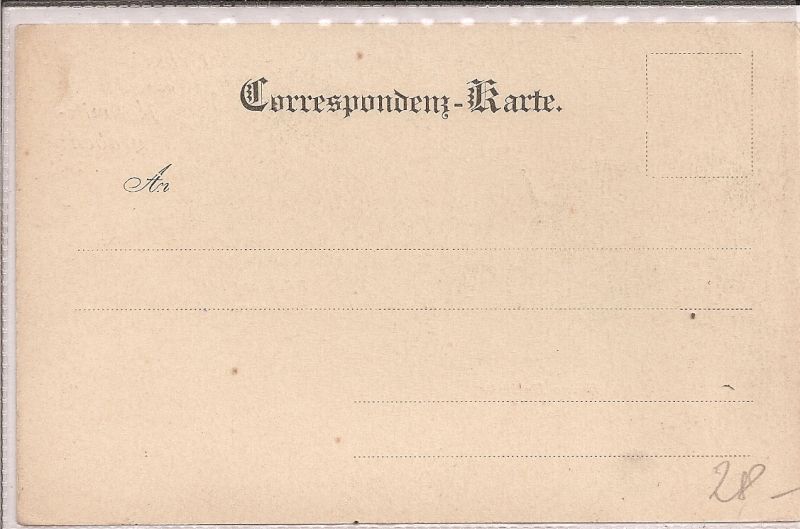 Correspondenz-Karte.
An
28 –